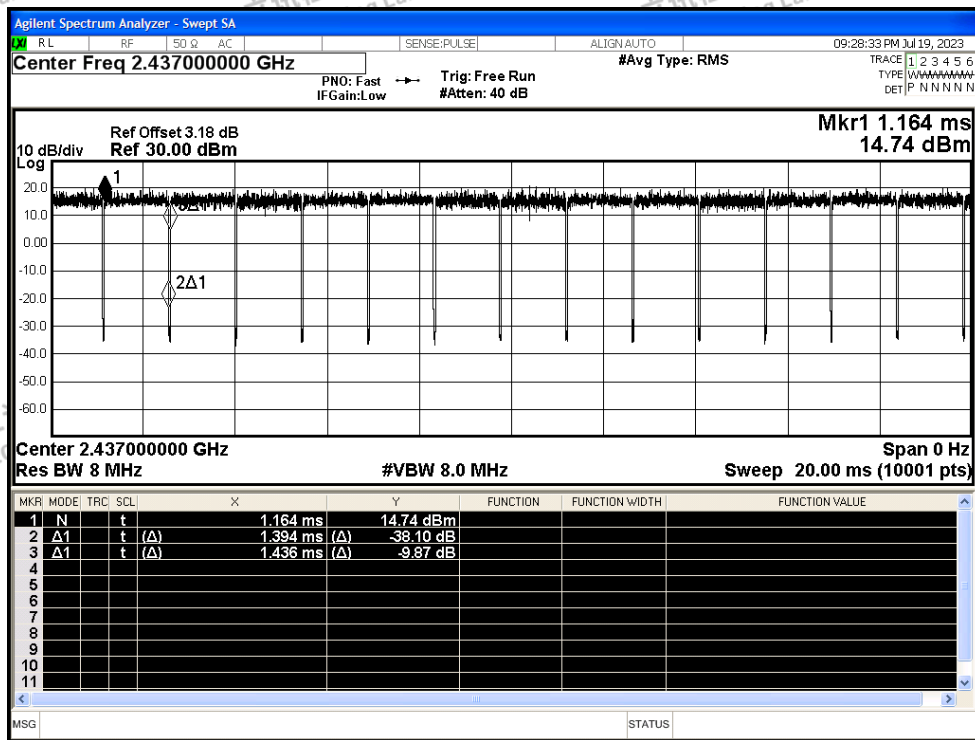 Agilent Spectrum Analyzer - Swept SA
LXI RL RF 50 Ω AC SENSE:PULSE ALIGN AUTO 09:28:33 PM Jul 19, 2023
Center Freq 2.437000000 GHz #Avg Type: RMS TRACE 1 2 3 4 5 6
PNO: Fast Trig: Free Run TYPE
IFGain:Low #Atten: 40 dB DET P N N N N N
Mkr1 1.164 ms
Ref Offset 3.18 dB
10 dB/div Ref 30.00 dBm 14.74 dBm
Log
1
20.0
10.0
3Δ1
0.00
-10.0
2Δ1
-20.0
-30.0
-40.0
-50.0
-60.0
Center 2.437000000 GHz Span 0 Hz
Res BW 8 MHz #VBW 8.0 MHz Sweep 20.00 ms (10001 pts)
MKR MODE TRC SCL X Y FUNCTION FUNCTION WIDTH FUNCTION VALUE
1 N t 1.164 ms 14.74 dBm
2 Δ1 t (Δ) 1.394 ms (Δ) -38.10 dB
3 Δ1 t (Δ) 1.436 ms (Δ) -9.87 dB
4
5
6
7
8
9
10
11
MSG STATUS